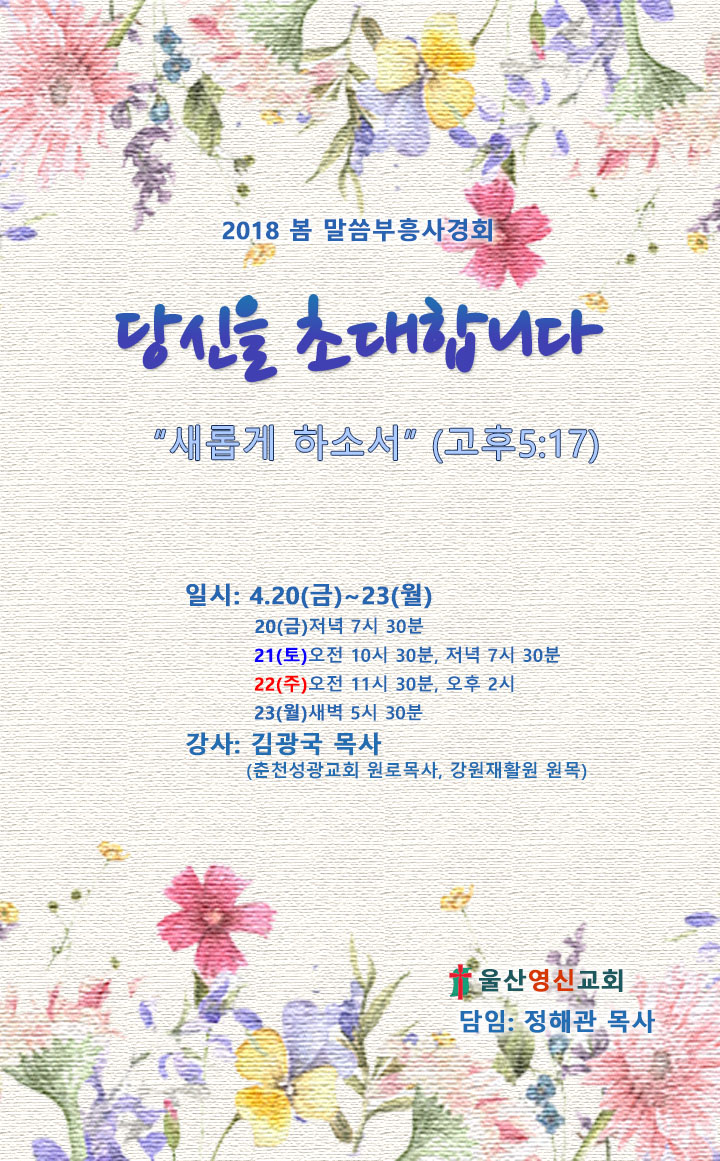 2018 봄 말씀부흥사경회
당신을 초대합니다
"새롭게 하소서" (고후5:17)
일시: 4.20(금)~23(월)
20(금)저녁 7시 30분
21(토)오전 10시 30분, 저녁 7시 30분
22(주)오전 11시 30분, 오후 2시
23(월)새벽 5시 30분
강사: 김광국 목사
(춘천성광교회 원로목사, 강원재활원 원목)
울산영신교회
담임: 정해관 목사